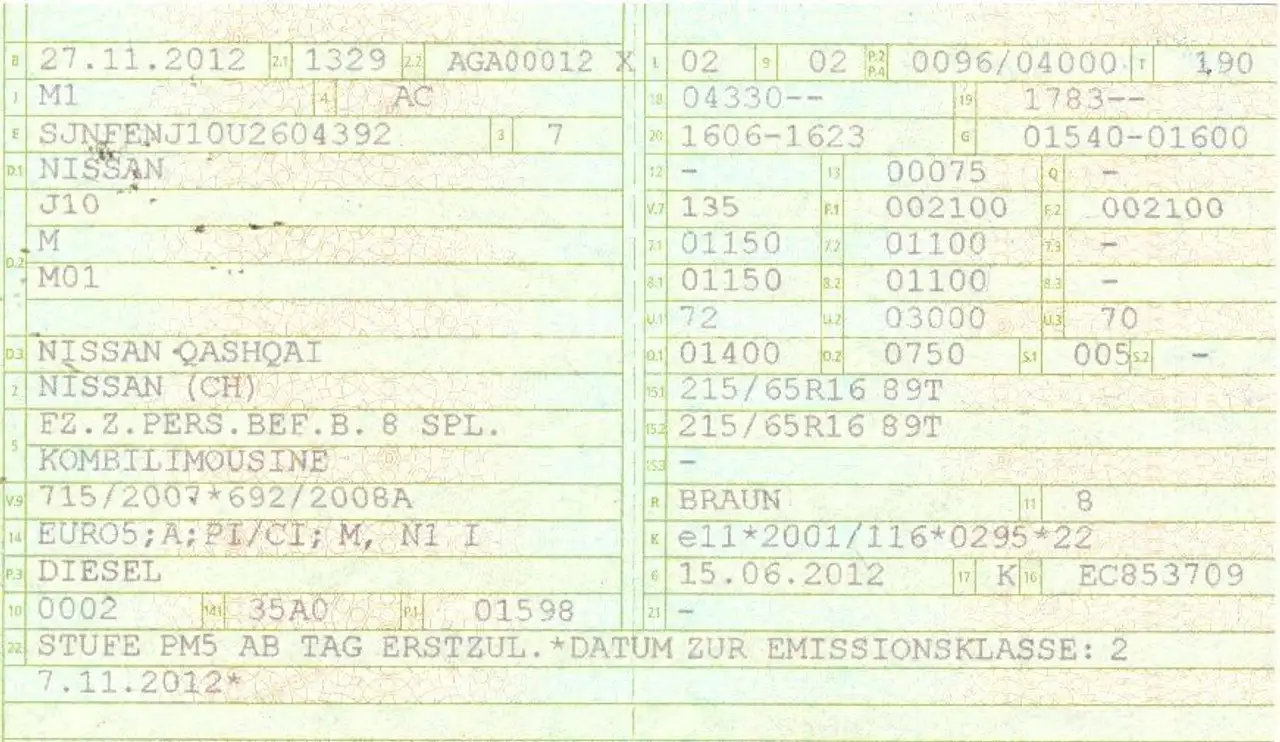 B 27.11.2012 2.1 1329 2.2 AGA00012 X
J M1 4 AC
E SJNFENJ10U2604392 3 7
D.1 NISSAN
J10
D.2 M
M01
D.3 NISSAN QASHQAI
2 NISSAN (CH)
5 FZ.Z.PERS.BEF.B. 8 SPL.
KOMBILIMOUSINE
V.9 715/2007*692/2008A
14 EURO5;A;PI/CI; M, N1 I
P.3 DIESEL
10 0002 14.1 35A0 P.1 01598
L 02 9 02 P.2 P.4 0096/04000 T 190
18 04330-- 19 1783--
20 1606-1623 G 01540-01600
12 - 13 00075 Q -
V.7 135 F.1 002100 F.2 002100
7.1 01150 7.2 01100 7.3 -
8.1 01150 8.2 01100 8.3 -
U.1 72 U.2 03000 U.3 70
O.1 01400 O.2 0750 S.1 005 S.2 -
15.1 215/65R16 89T
15.2 215/65R16 89T
15.3 -
R BRAUN 11 8
K e11*2001/116*0295*22
6 15.06.2012 17 K 16 EC853709
21 -
22 STUFE PM5 AB TAG ERSTZUL.*DATUM ZUR EMISSIONSKLASSE: 2
7.11.2012*